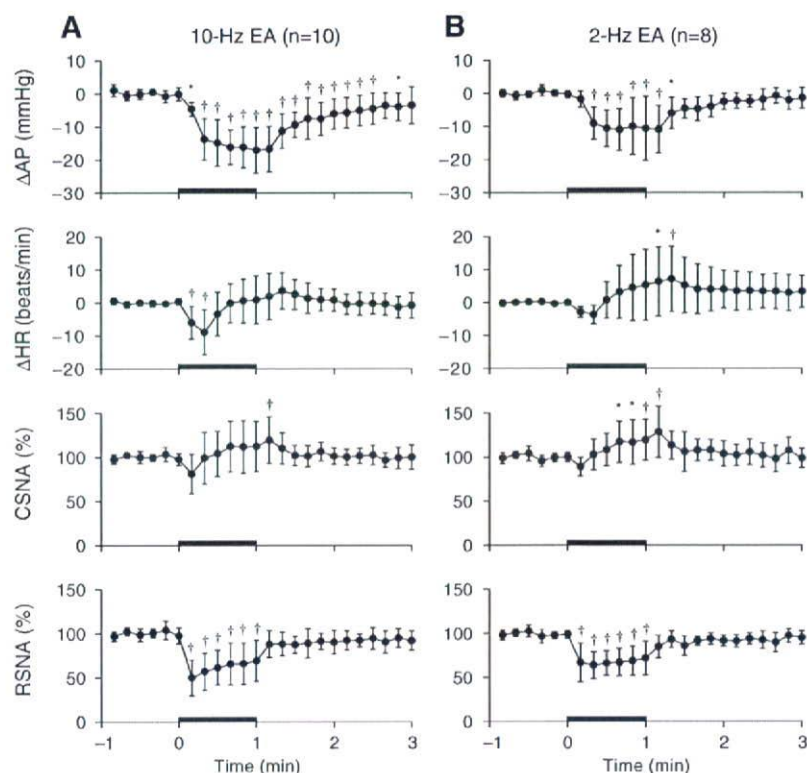 A 10-Hz EA (n=10)
ΔAP (mmHg)
10
0
−10
−20
−30
* † † † † † † † † † † † † † † *
ΔHR (beats/min)
20
10
0
−10
−20
† †
CSNA (%)
150
100
50
0
†
RSNA (%)
150
100
50
0
† † † † † †
−1 0 1 2 3
Time (min)
B 2-Hz EA (n=8)
10
0
−10
−20
−30
† † † † † † *
20
10
0
−10
−20
* †
150
100
50
0
* * † †
150
100
50
0
† † † † † †
−1 0 1 2 3
Time (min)